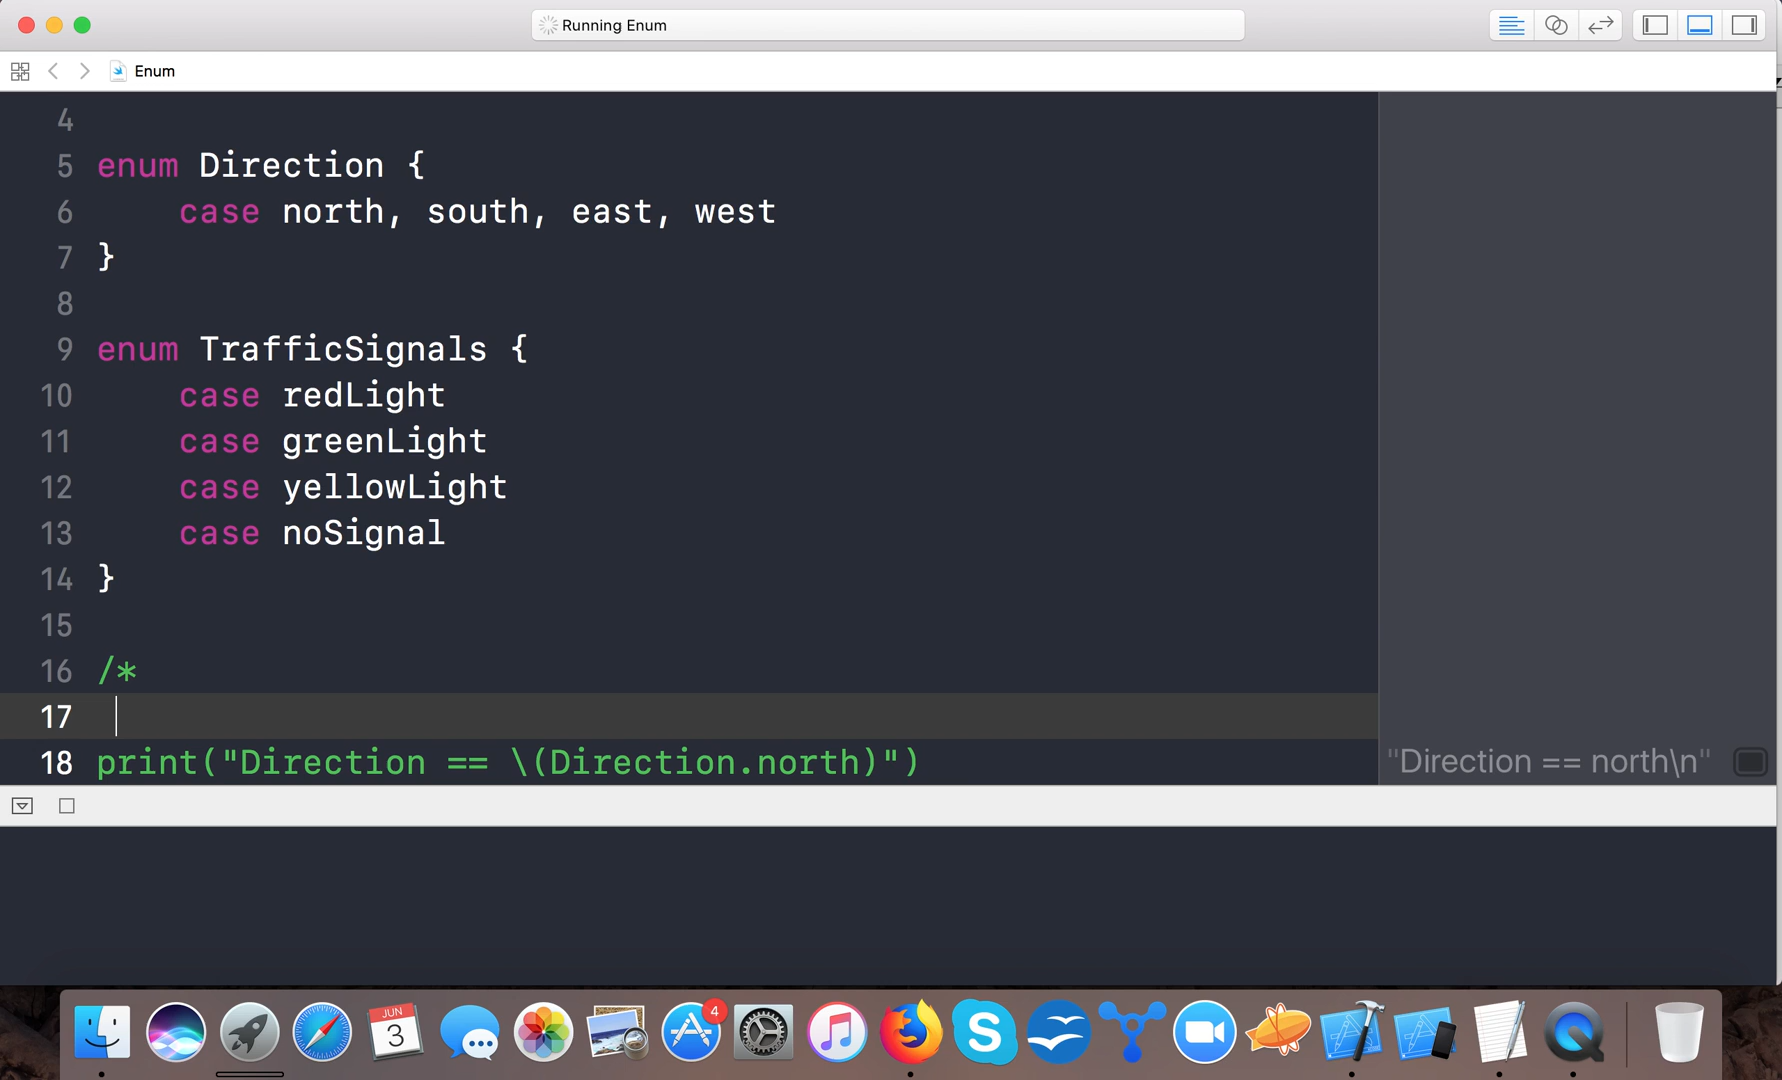 Running Enum
Enum
4
5 enum Direction {
6 case north, south, east, west
7 }
8
9 enum TrafficSignals {
10 case redLight
11 case greenLight
12 case yellowLight
13 case noSignal
14 }
15
16 /*
17
18 print("Direction == \(Direction.north)") "Direction == north\n"
JUN
3
4